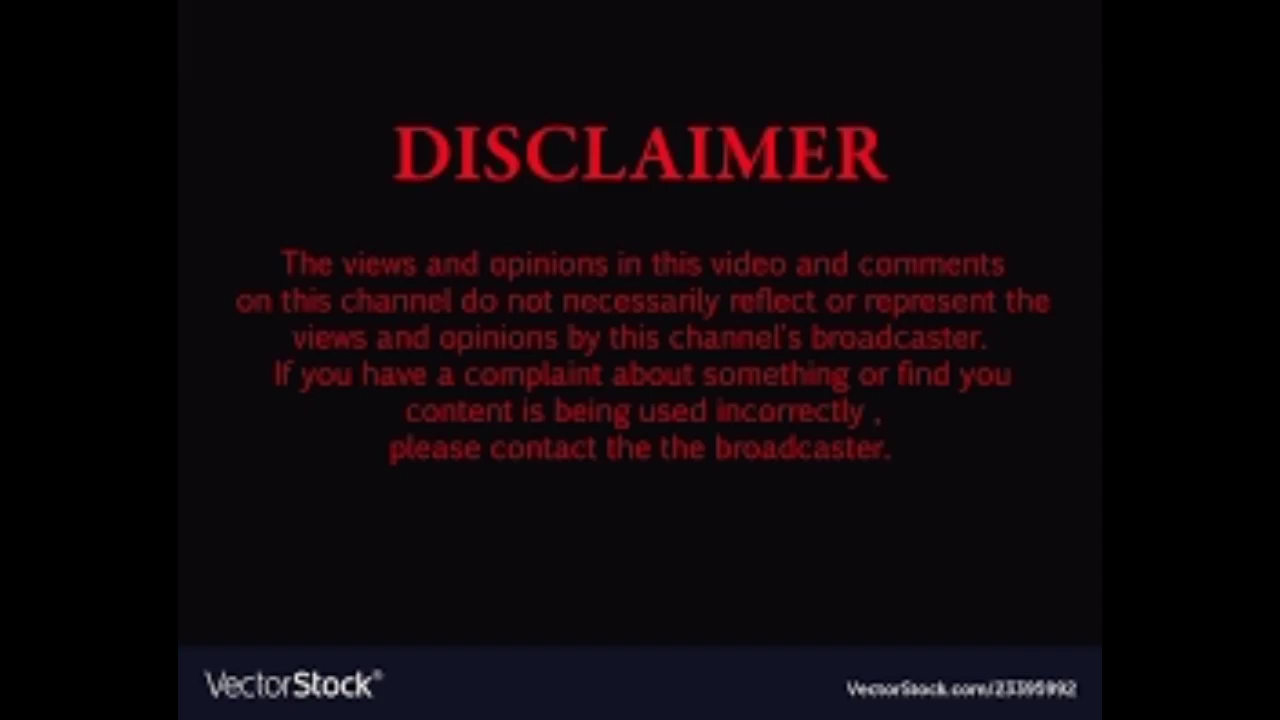 DISCLAIMER
The views and opinions in this video and comments
on this channel do not necessarily reflect or represent the
views and opinions by this channel's broadcaster.
If you have a complaint about something or find you
content is being used incorrectly ,
please contact the the broadcaster.
VectorStock®
VectorStock.com/23395992